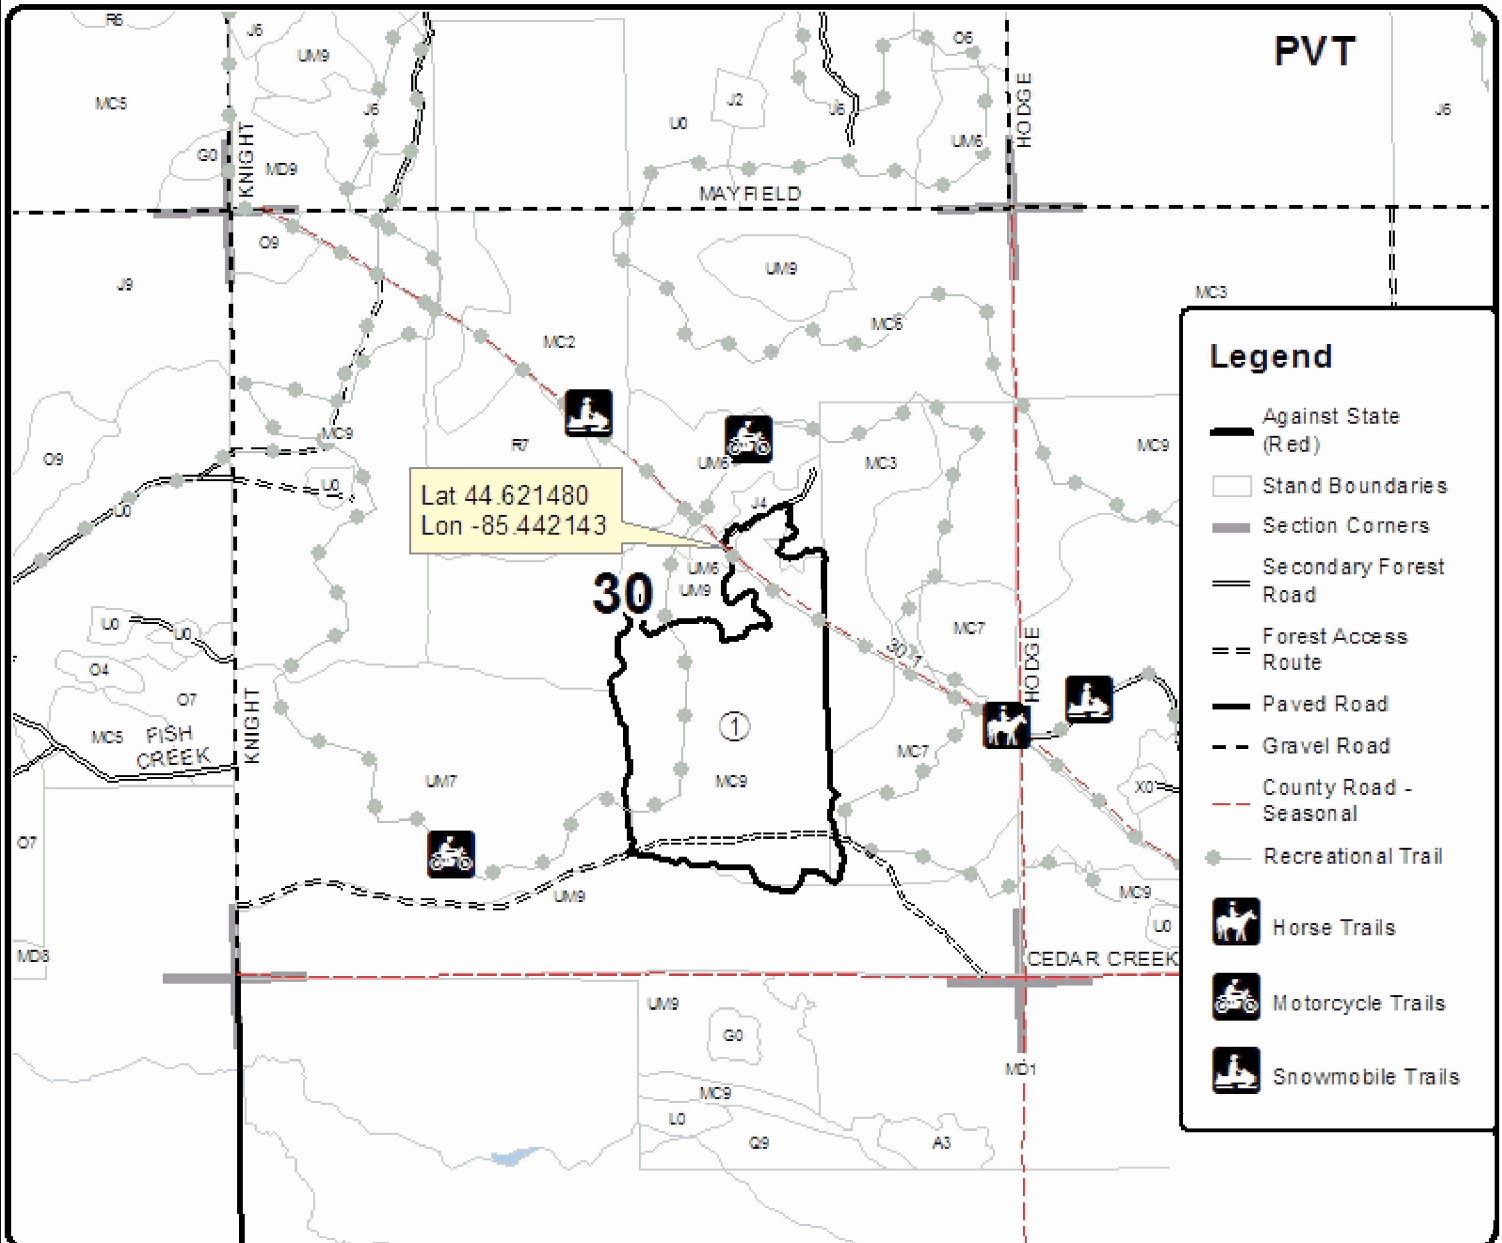 R6
J6
UM9
O6
PVT
MC5
J6
J2
U0
J6
HODGE
J6
G0
KNIGHT
MD9
UM6
MAYFIELD
O9
J9
UM9
MC3
MC6
MC2
Legend
Against State
(Red)
Stand Boundaries
Section Corners
Secondary Forest
Road
Forest Access
Route
Paved Road
Gravel Road
County Road -
Seasonal
Recreational Trail
Horse Trails
Motorcycle Trails
Snowmobile Trails
MC9
R7
UM6
MC3
MC9
O9
U0
U0
J4
Lat 44.621480
Lon -85.442143
UM6
UM9
30
U0
U0
MC7
30-1
HODGE
O4
O7
KNIGHT
MC5
FISH
CREEK
1
MC9
MC7
UM7
X0
O7
UM9
MC9
U0
MD8
CEDAR CREEK
UM9
G0
MD1
MC9
L0
Q9
A3